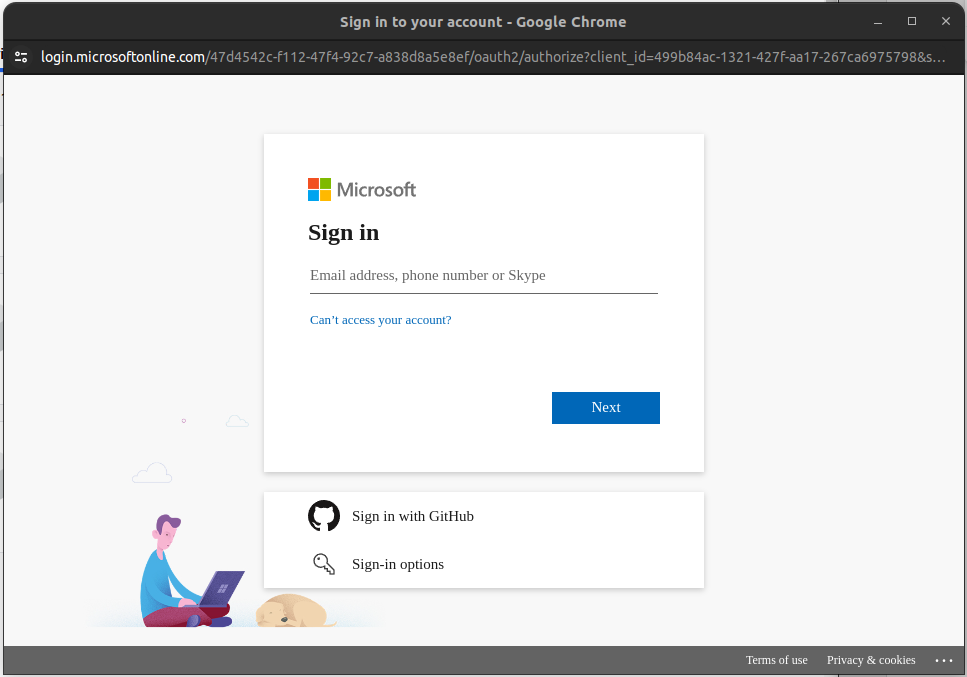 Sign in to your account - Google Chrome
login.microsoftonline.com/47d4542c-f112-47f4-92c7-a838d8a5e8ef/oauth2/authorize?client_id=499b84ac-1321-427f-aa17-267ca6975798&s...
Microsoft
Sign in
Email address, phone number or Skype
Can’t access your account?
Next
Sign in with GitHub
Sign-in options
Terms of use Privacy & cookies ...